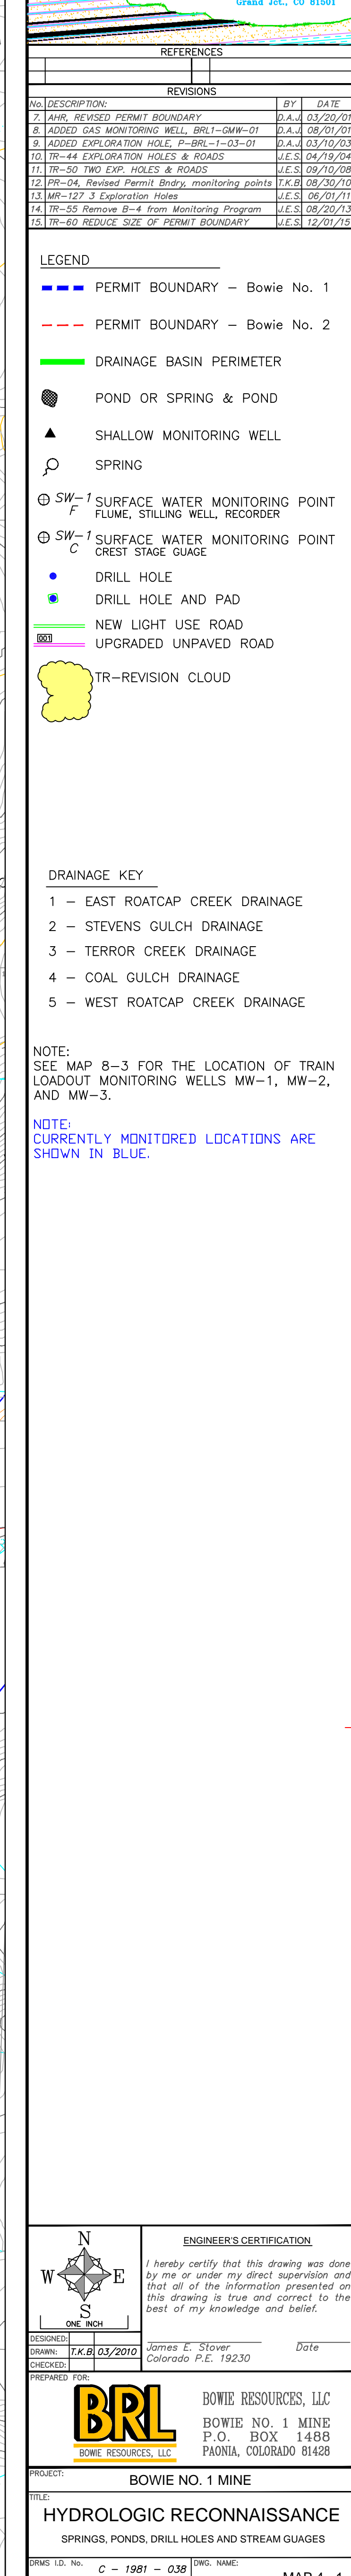 Grand Jct., CO 81501
REFERENCES
REVISIONS
No. DESCRIPTION: BY DATE
7. AHR, REVISED PERMIT BOUNDARY D.A.J. 03/20/01
8. ADDED GAS MONITORING WELL, BRL1-GMW-01 D.A.J. 08/01/01
9. ADDED EXPLORATION HOLE, P-BRL-1-03-01 D.A.J. 03/10/03
10. TR-44 EXPLORATION HOLES & ROADS J.E.S. 04/19/04
11. TR-50 TWO EXP. HOLES & ROADS J.E.S. 09/10/08
12. PR-04, Revised Permit Bndry, monitoring points T.K.B. 08/30/10
13. MR-127 3 Exploration Holes J.E.S. 06/01/11
14. TR-55 Remove B-4 from Monitoring Program J.E.S. 08/20/13
15. TR-60 REDUCE SIZE OF PERMIT BOUNDARY J.E.S. 12/01/15
LEGEND
PERMIT BOUNDARY - Bowie No. 1
PERMIT BOUNDARY - Bowie No. 2
DRAINAGE BASIN PERIMETER
POND OR SPRING & POND
SHALLOW MONITORING WELL
SPRING
SW-1 F SURFACE WATER MONITORING POINT
FLUME, STILLING WELL, RECORDER
SW-1 C SURFACE WATER MONITORING POINT
CREST STAGE GUAGE
DRILL HOLE
DRILL HOLE AND PAD
NEW LIGHT USE ROAD
001 UPGRADED UNPAVED ROAD
TR-REVISION CLOUD
DRAINAGE KEY
1 - EAST ROATCAP CREEK DRAINAGE
2 - STEVENS GULCH DRAINAGE
3 - TERROR CREEK DRAINAGE
4 - COAL GULCH DRAINAGE
5 - WEST ROATCAP CREEK DRAINAGE
NOTE:
SEE MAP 8-3 FOR THE LOCATION OF TRAIN
LOADOUT MONITORING WELLS MW-1, MW-2,
AND MW-3.
NOTE:
CURRENTLY MONITORED LOCATIONS ARE
SHOWN IN BLUE.
N
W E
S
ONE INCH
ENGINEER'S CERTIFICATION
I hereby certify that this drawing was done
by me or under my direct supervision and
that all of the information presented on
this drawing is true and correct to the
best of my knowledge and belief.
James E. Stover Date
Colorado P.E. 19230
DESIGNED:
DRAWN: T.K.B. 03/2010
CHECKED:
PREPARED FOR:
BRL
BOWIE RESOURCES, LLC
BOWIE RESOURCES, LLC
BOWIE NO. 1 MINE
P.O. BOX 1488
PAONIA, COLORADO 81428
PROJECT:
BOWIE NO. 1 MINE
TITLE:
HYDROLOGIC RECONNAISSANCE
SPRINGS, PONDS, DRILL HOLES AND STREAM GUAGES
DRMS I.D. No. DWG. NAME:
C - 1981 - 038